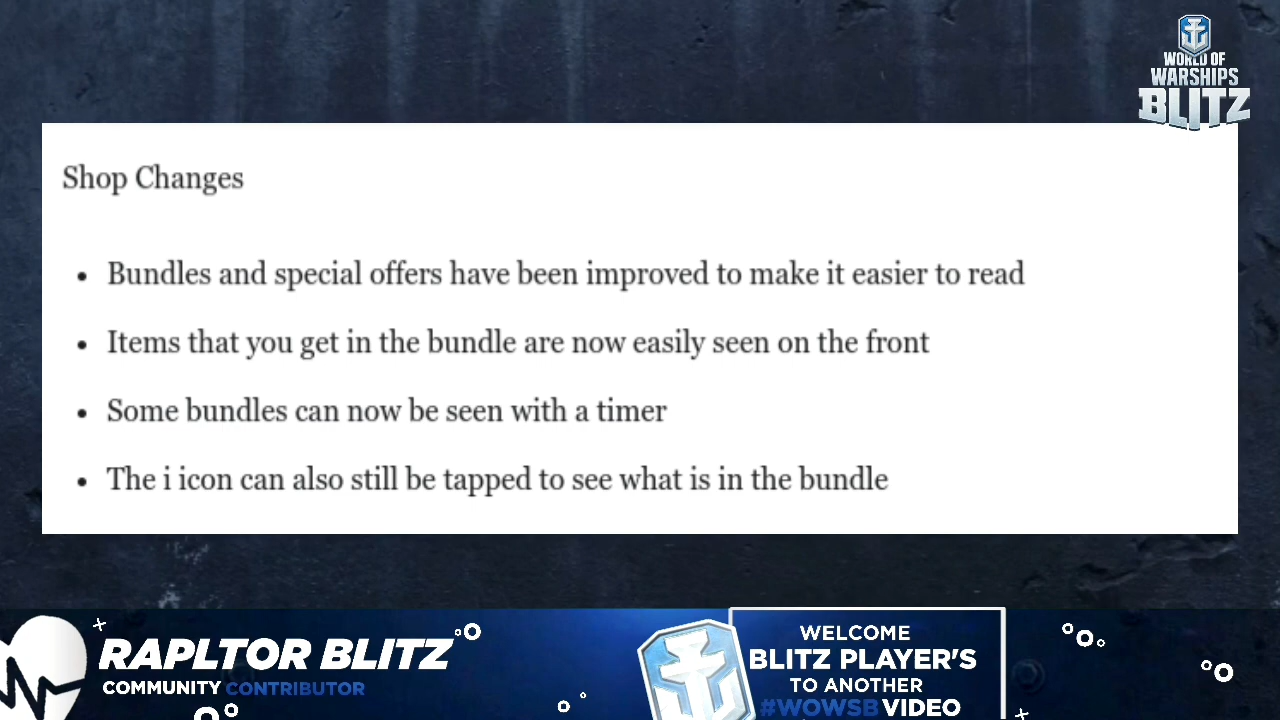 WORLD OF
WARSHIPS
BLITZ
Shop Changes
• Bundles and special offers have been improved to make it easier to read
• Items that you get in the bundle are now easily seen on the front
• Some bundles can now be seen with a timer
• The i icon can also still be tapped to see what is in the bundle
RAPLTOR BLITZ
COMMUNITY CONTRIBUTOR
WELCOME
BLITZ PLAYER'S
TO ANOTHER
#WOWSB VIDEO